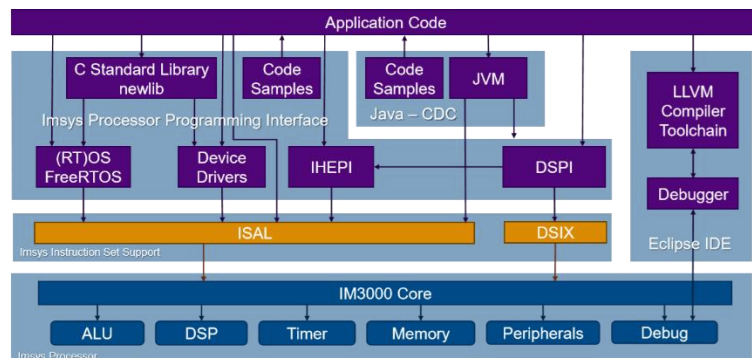 Application Code
C Standard Library
newlib
Code
Samples
Code
Samples
JVM
LLVM
Compiler
Toolchain
Imsys Processor Programming Interface
Java – CDC
(RT)OS
FreeRTOS
Device
Drivers
IHEPI
DSPI
Debugger
ISAL
DSIX
Eclipse IDE
Imsys Instruction Set Support
IM3000 Core
ALU
DSP
Timer
Memory
Peripherals
Debug
Imsys Processor